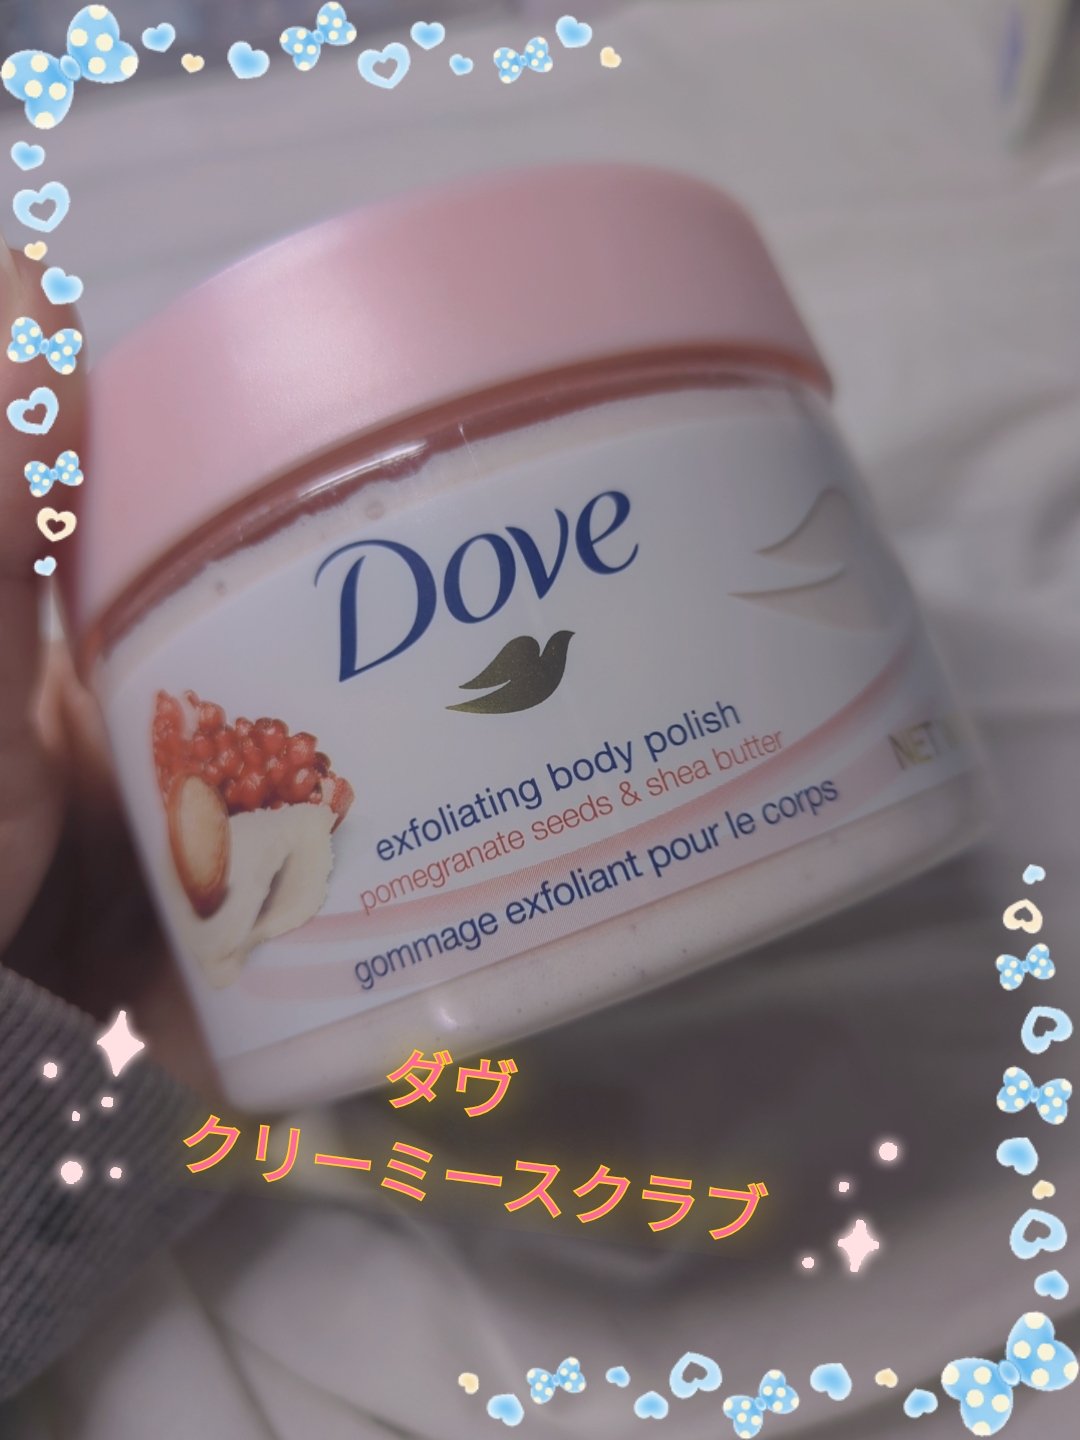 Dove
exfoliating body polish
pomegranate seeds & shea butter
gommage exfoliant pour le corps
NET
ダヴ
クリーミースクラブ